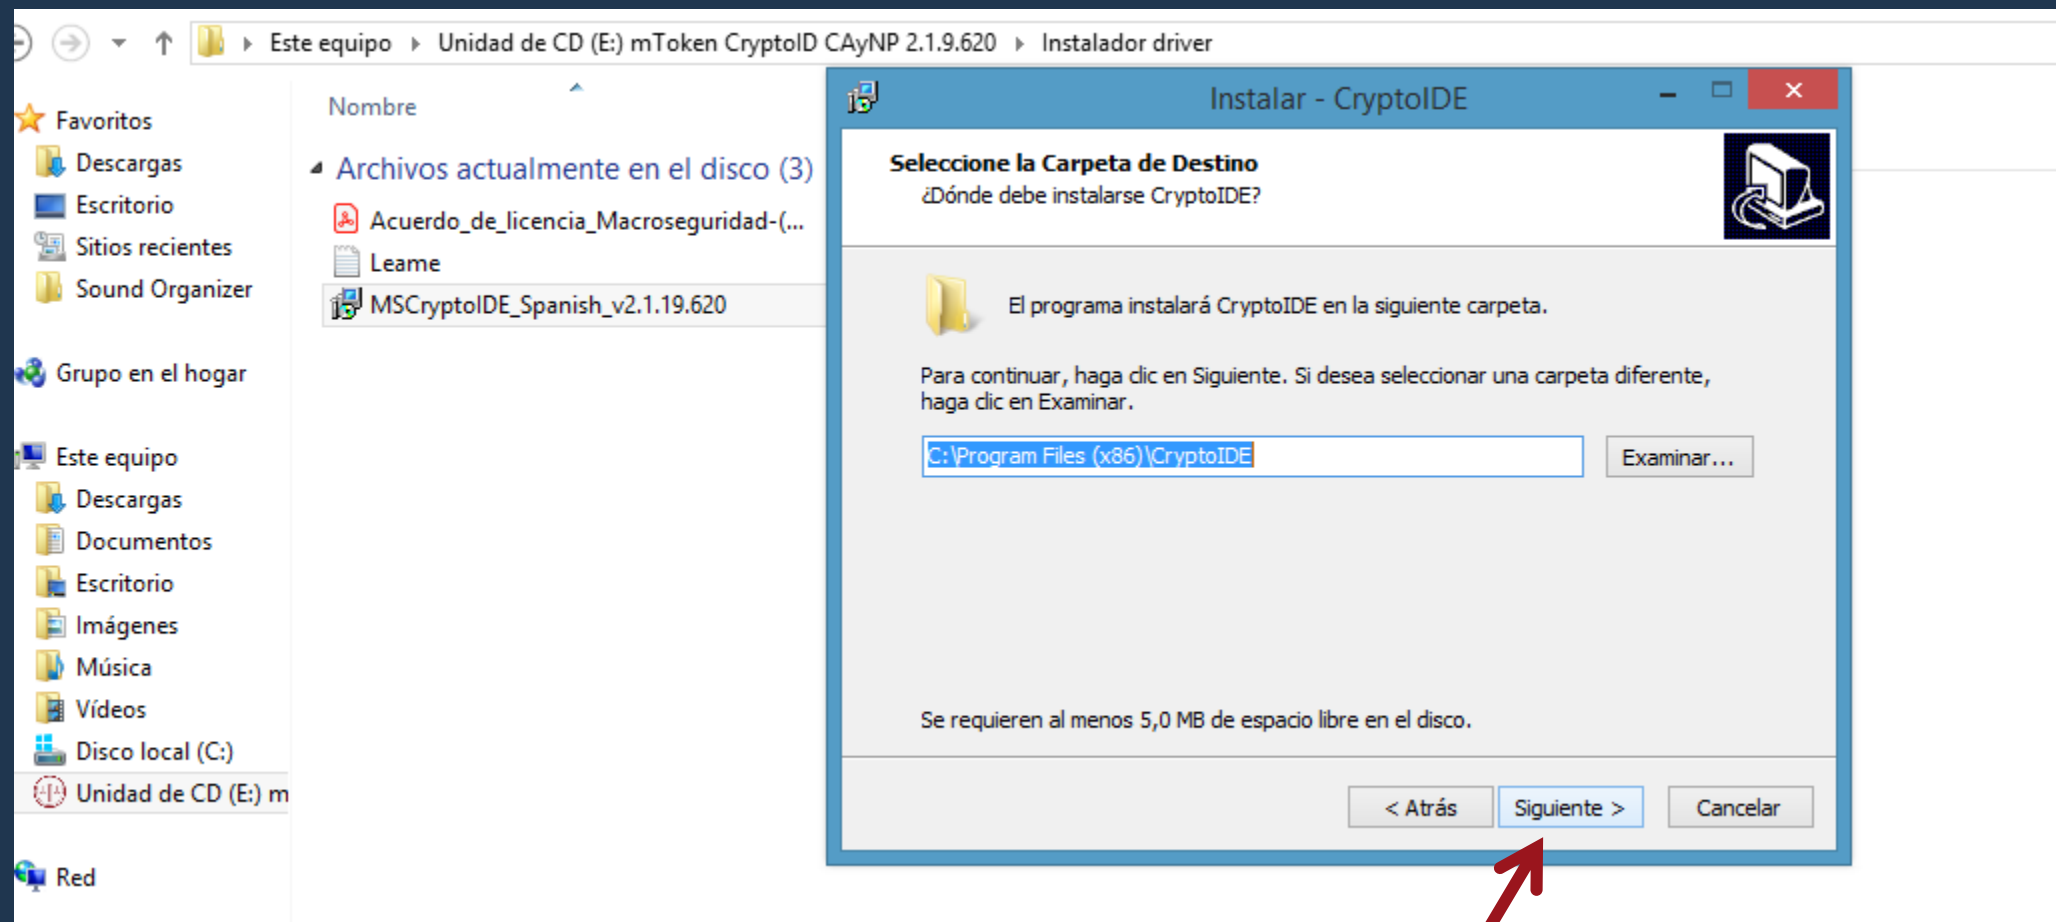 Este equipo Unidad de CD (E:) mToken CryptoID CAyNP 2.1.9.620 Instalador driver
Favoritos
Descargas
Escritorio
Sitios recientes
Sound Organizer
Grupo en el hogar
Este equipo
Descargas
Documentos
Escritorio
Imágenes
Música
Vídeos
Disco local (C:)
Unidad de CD (E:) m
Red
Nombre
Archivos actualmente en el disco (3)
Acuerdo_de_licencia_Macroseguridad-(...
Leame
MSCryptoIDE_Spanish_v2.1.19.620
Instalar - CryptoIDE
Seleccione la Carpeta de Destino
¿Dónde debe instalarse CryptoIDE?
El programa instalará CryptoIDE en la siguiente carpeta.
Para continuar, haga clic en Siguiente. Si desea seleccionar una carpeta diferente,
haga clic en Examinar.
C:\Program Files (x86)\CryptoIDE
Examinar...
Se requieren al menos 5,0 MB de espacio libre en el disco.
< Atrás
Siguiente >
Cancelar